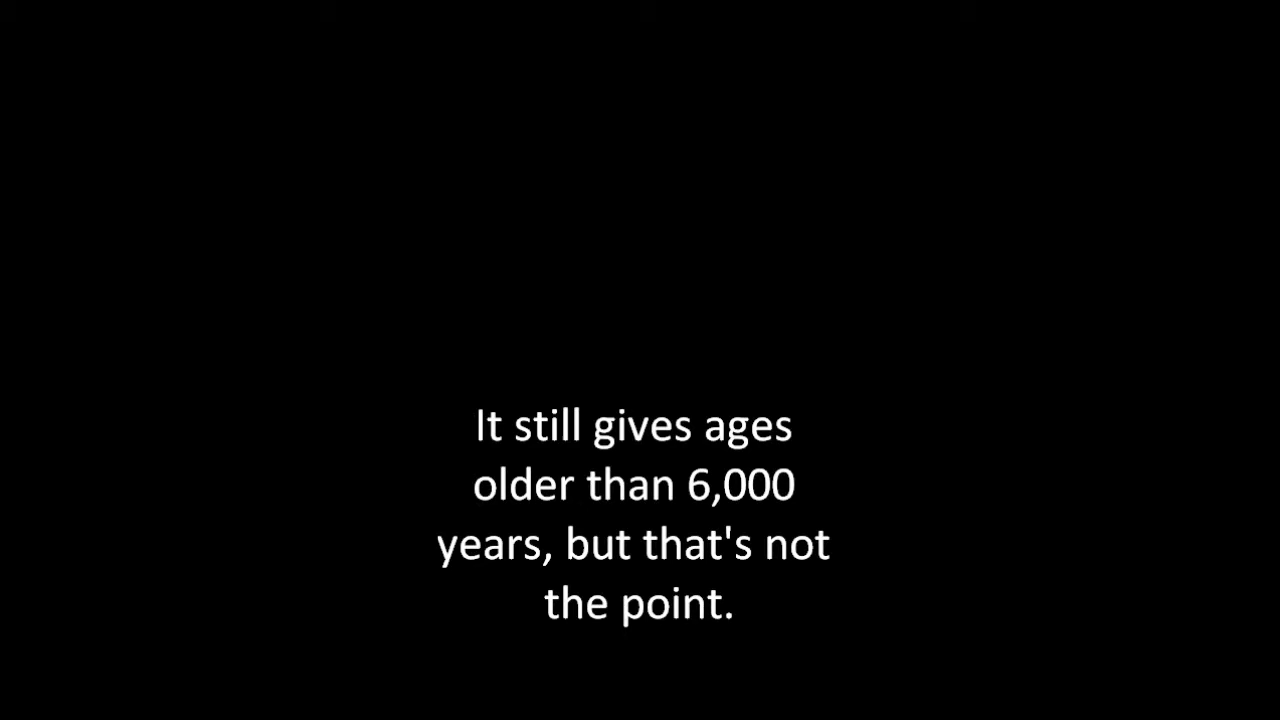 It still gives ages
older than 6,000
years, but that's not
the point.